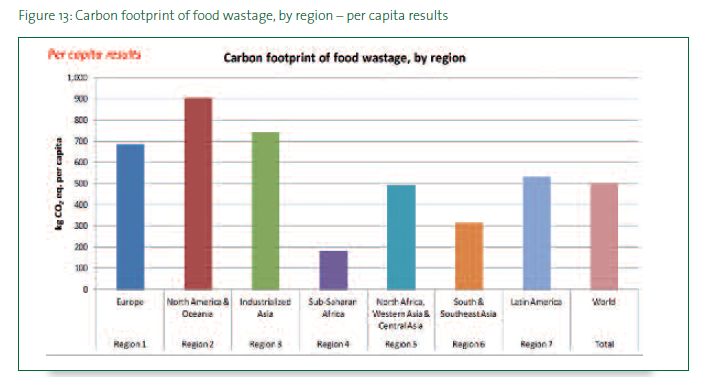 Figure 13: Carbon footprint of food wastage, by region – per capita results
Per capita results
Carbon footprint of food wastage, by region
1,000
900
800
700
600
500
400
300
200
100
0
kg CO2 eq. per capita
Europe
North America & Oceania
Industrialized Asia
Sub-Saharan Africa
North Africa, Western Asia & Central Asia
South & Southeast Asia
Latin America
World
Region 1
Region 2
Region 3
Region 4
Region 5
Region 6
Region 7
Total